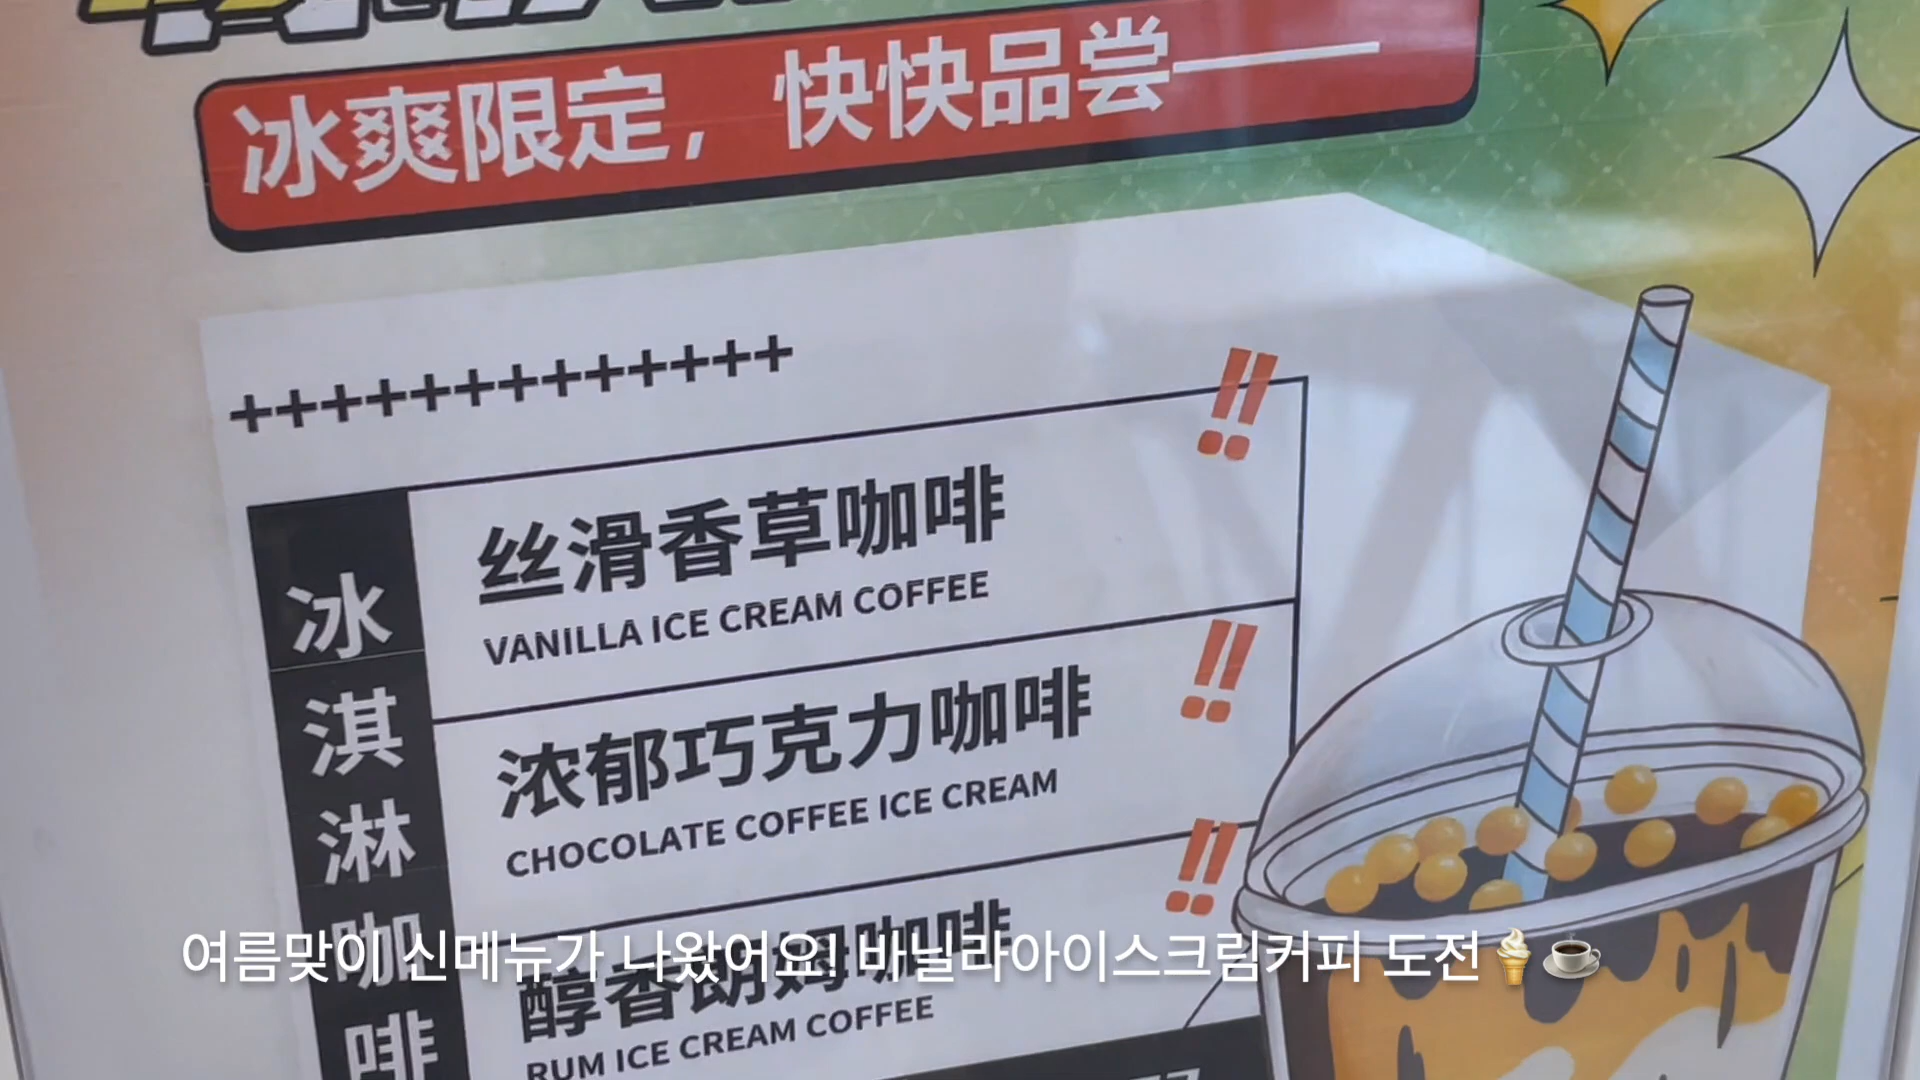 冰爽限定，快快品尝——
+++++++++++++
冰淇淋咖啡
丝滑香草咖啡
VANILLA ICE CREAM COFFEE
浓郁巧克力咖啡
CHOCOLATE COFFEE ICE CREAM
醇香朗姆咖啡
RUM ICE CREAM COFFEE
여름맞이 신메뉴가 나왔어요! 바닐라아이스크림커피 도전🍦☕